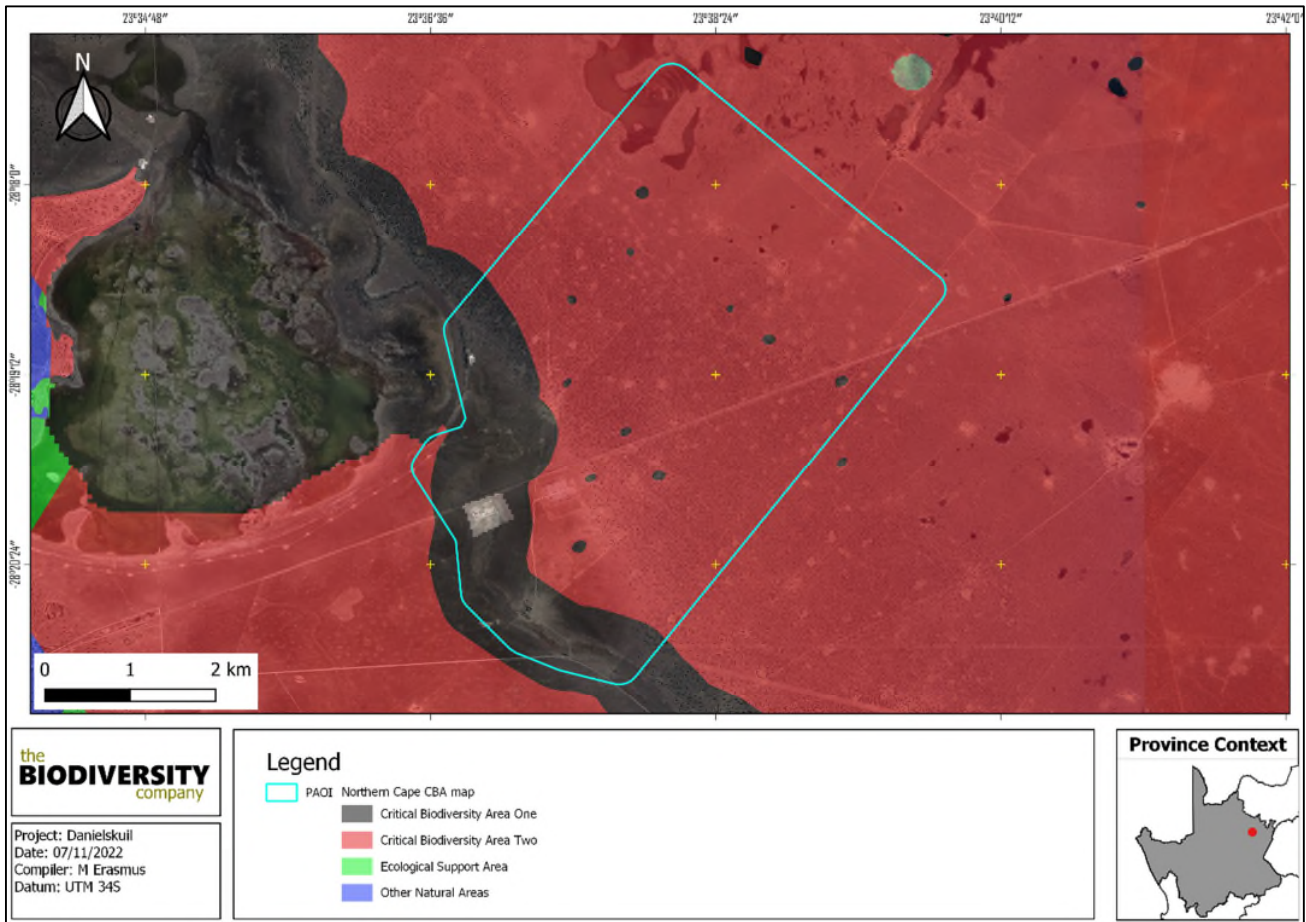 23°34'48" 23°36'36" 23°38'24" 23°40'12" 23°42'0"
N
-28°18'0"
-28°19'12"
-28°20'24"
0 1 2 km
the
BIODIVERSITY
company
Project: Danielskuil
Date: 07/11/2022
Compiler: M Erasmus
Datum: UTM 34S
Legend
PAOI Northern Cape CBA map
Critical Biodiversity Area One
Critical Biodiversity Area Two
Ecological Support Area
Other Natural Areas
Province Context